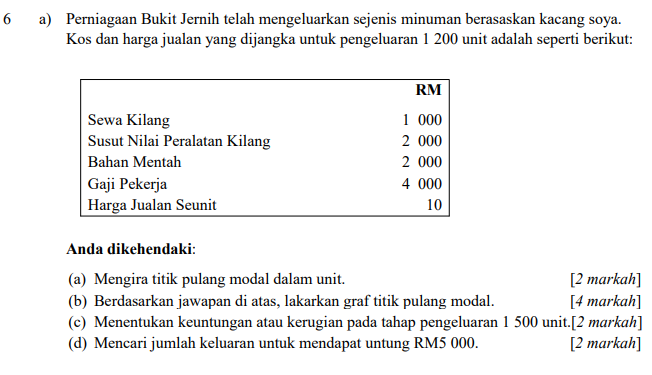 6 a) Perniagaan Bukit Jernih telah mengeluarkan sejenis minuman berasaskan kacang soya.
Kos dan harga jualan yang dijangka untuk pengeluaran 1 200 unit adalah seperti berikut:
RM
Sewa Kilang 1 000
Susut Nilai Peralatan Kilang 2 000
Bahan Mentah 2 000
Gaji Pekerja 4 000
Harga Jualan Seunit 10
Anda dikehendaki:
(a) Mengira titik pulang modal dalam unit. [2 markah]
(b) Berdasarkan jawapan di atas, lakarkan graf titik pulang modal. [4 markah]
(c) Menentukan keuntungan atau kerugian pada tahap pengeluaran 1 500 unit.[2 markah]
(d) Mencari jumlah keluaran untuk mendapat untung RM5 000. [2 markah]